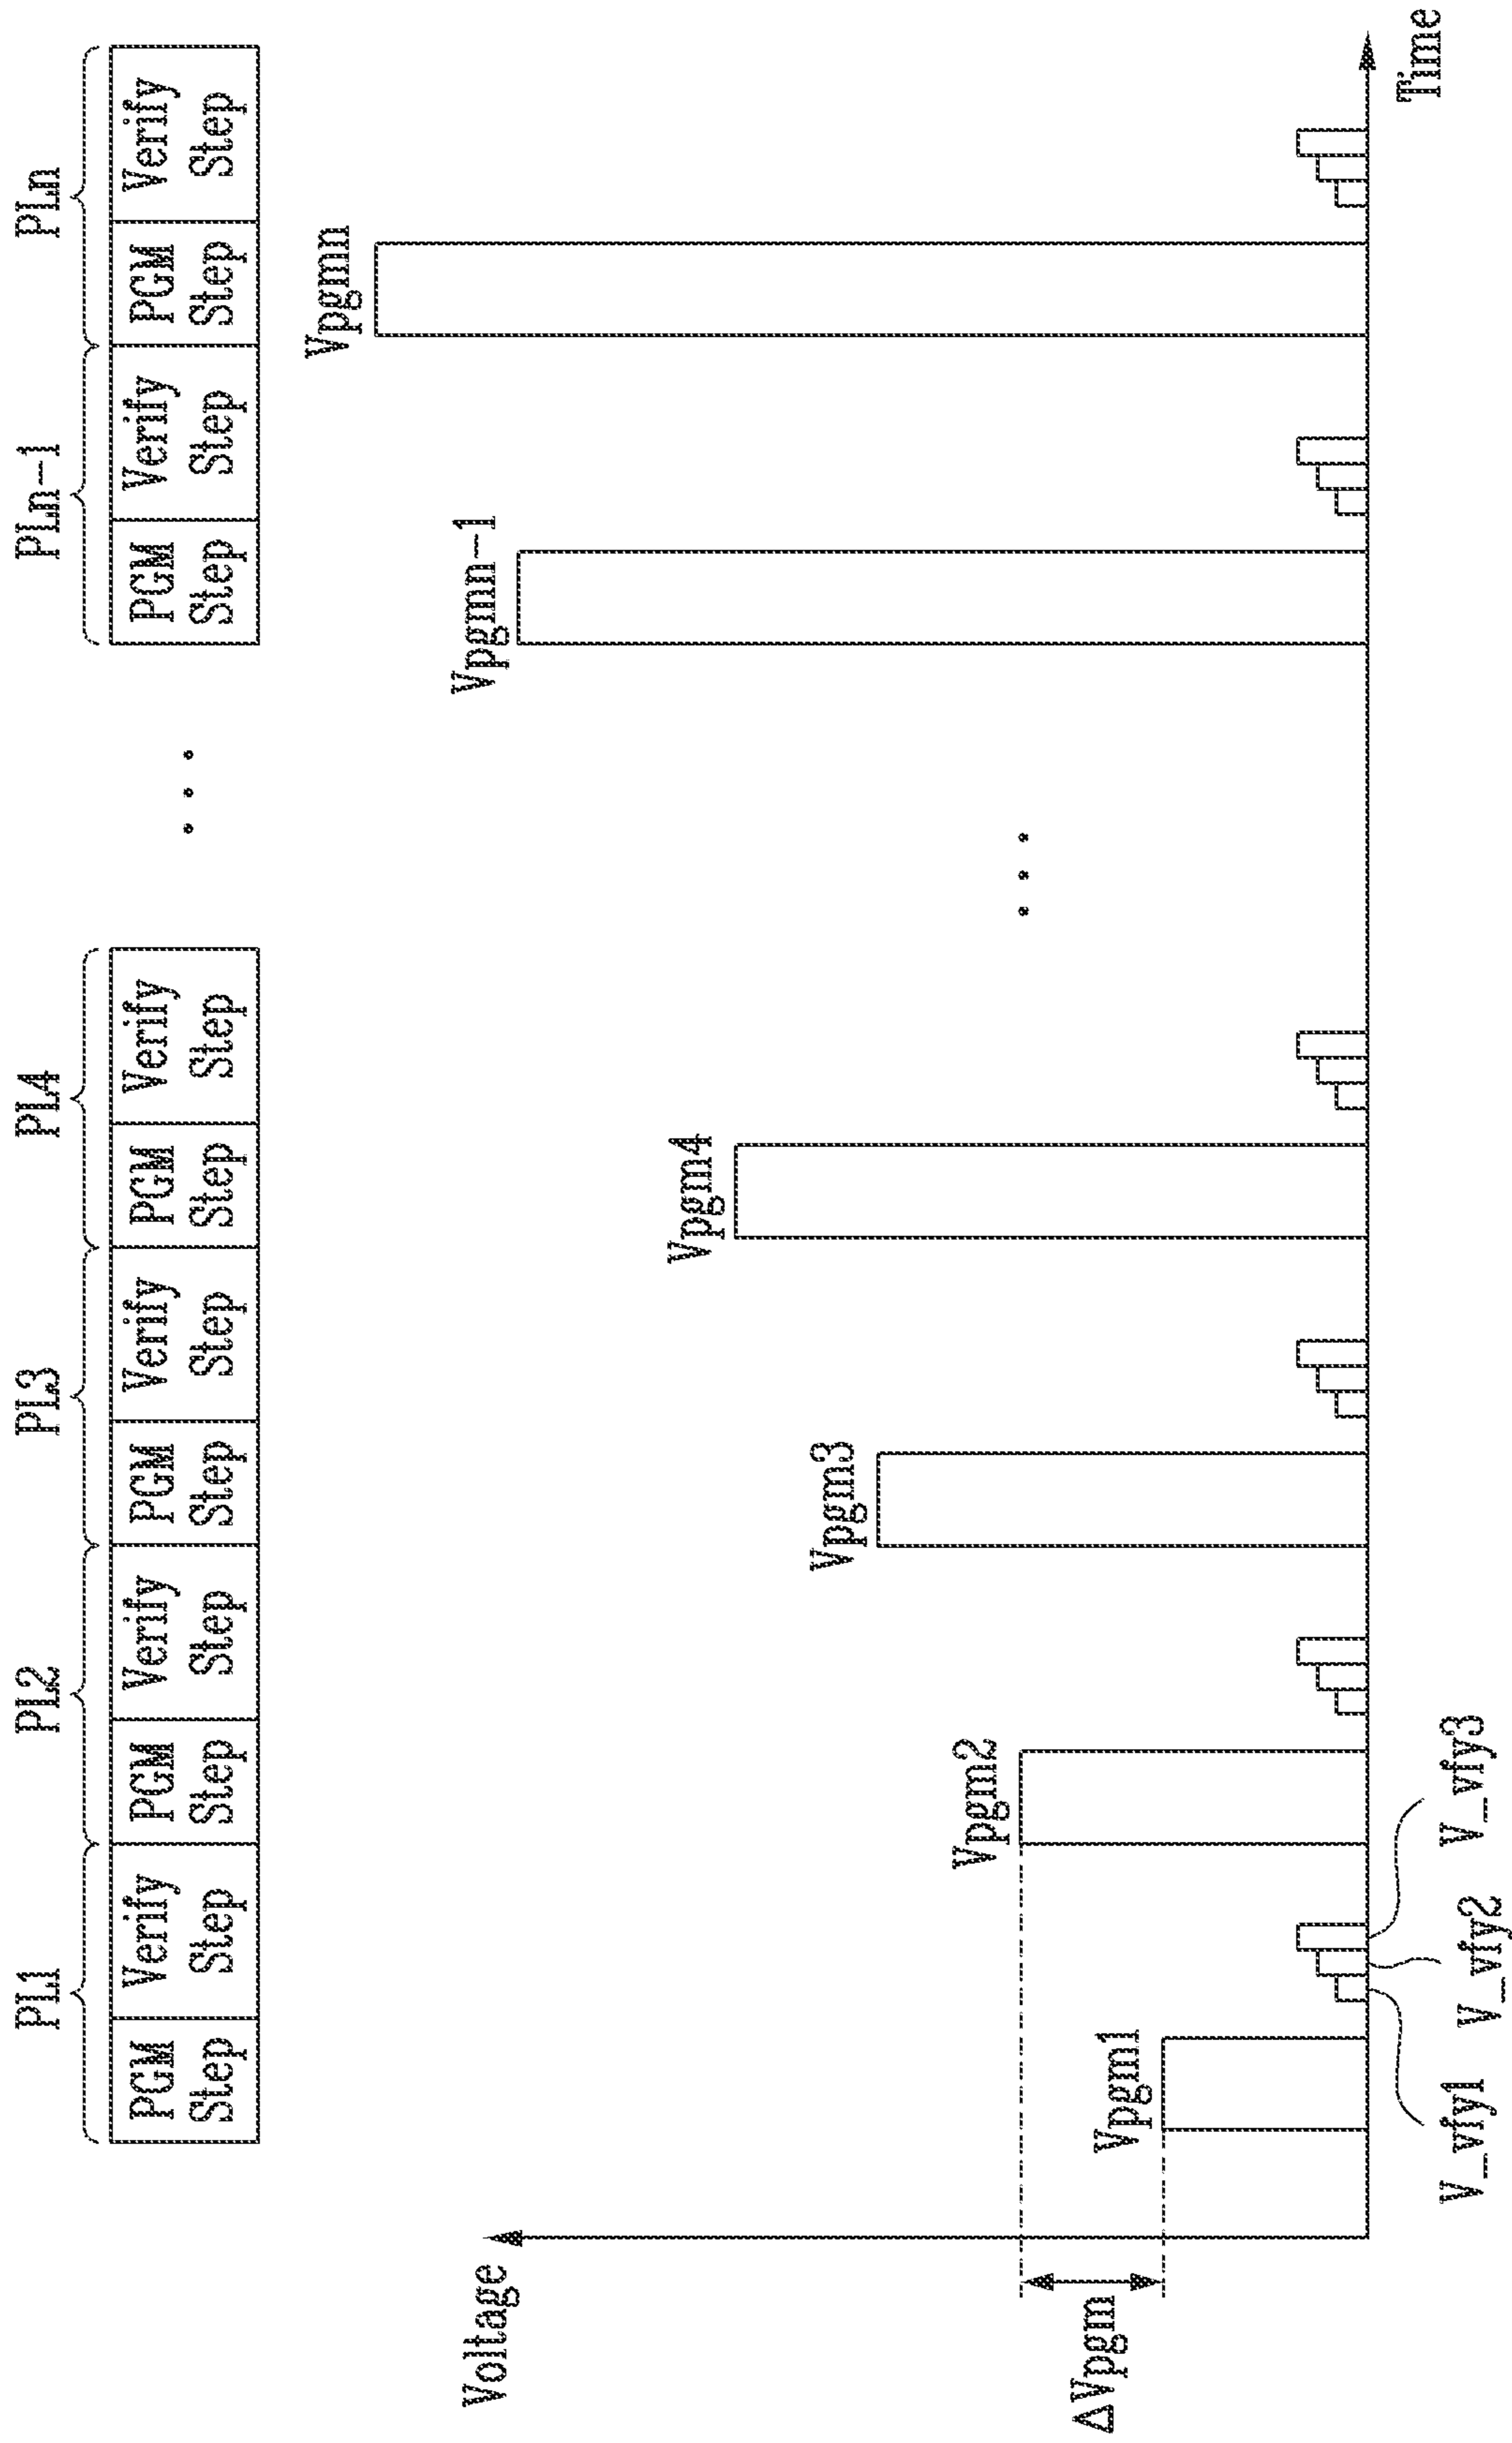 PL1
PL2
PL3
PL4
PLn-1
PLn
PGM
Step
Verify
Step
PGM
Step
Verify
Step
PGM
Step
Verify
Step
PGM
Step
Verify
Step
...
PGM
Step
Verify
Step
PGM
Step
Verify
Step
Voltage
Vpgmn
Vpgmn-1
Vpgm4
Vpgm3
Vpgm2
Vpgm1
ΔVpgm
...
Time
V_vfy1
V_vfy2
V_vfy3